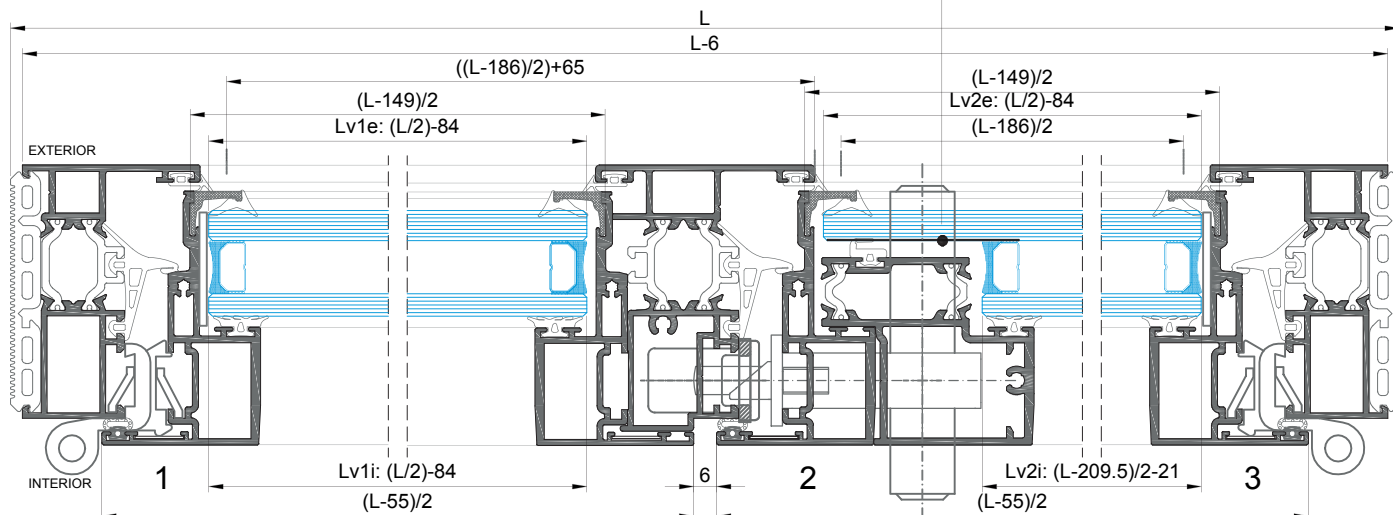 L
L-6
((L-186)/2)+65
(L-149)/2
(L-149)/2
Lv1e: (L/2)-84
Lv2e: (L/2)-84
(L-186)/2
EXTERIOR
INTERIOR
1
Lv1i: (L/2)-84
6
2
Lv2i: (L-209.5)/2-21
3
(L-55)/2
(L-55)/2